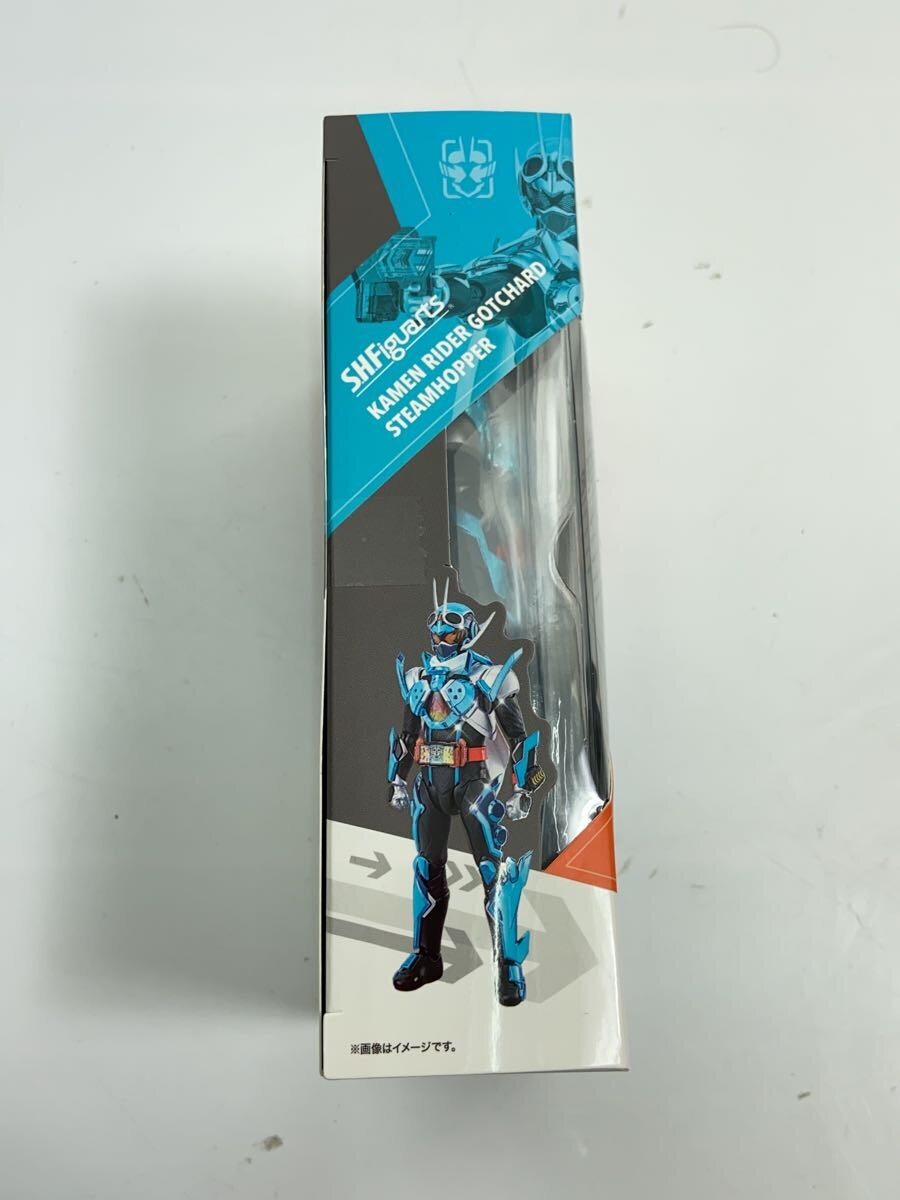 S.H.Figuarts
KAMEN RIDER GOTCHARD
STEAMHOPPER
※画像はイメージです。